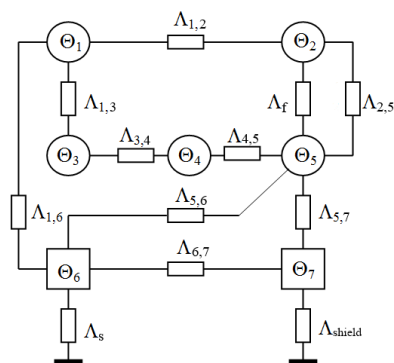 Λ1,2
Θ1 Θ2
Λ1,3 Λf Λ2,5
Λ3,4 Λ4,5
Θ3 Θ4 Θ5
Λ1,6 Λ5,6 Λ5,7
Λ6,7
Θ6 Θ7
Λs Λshield